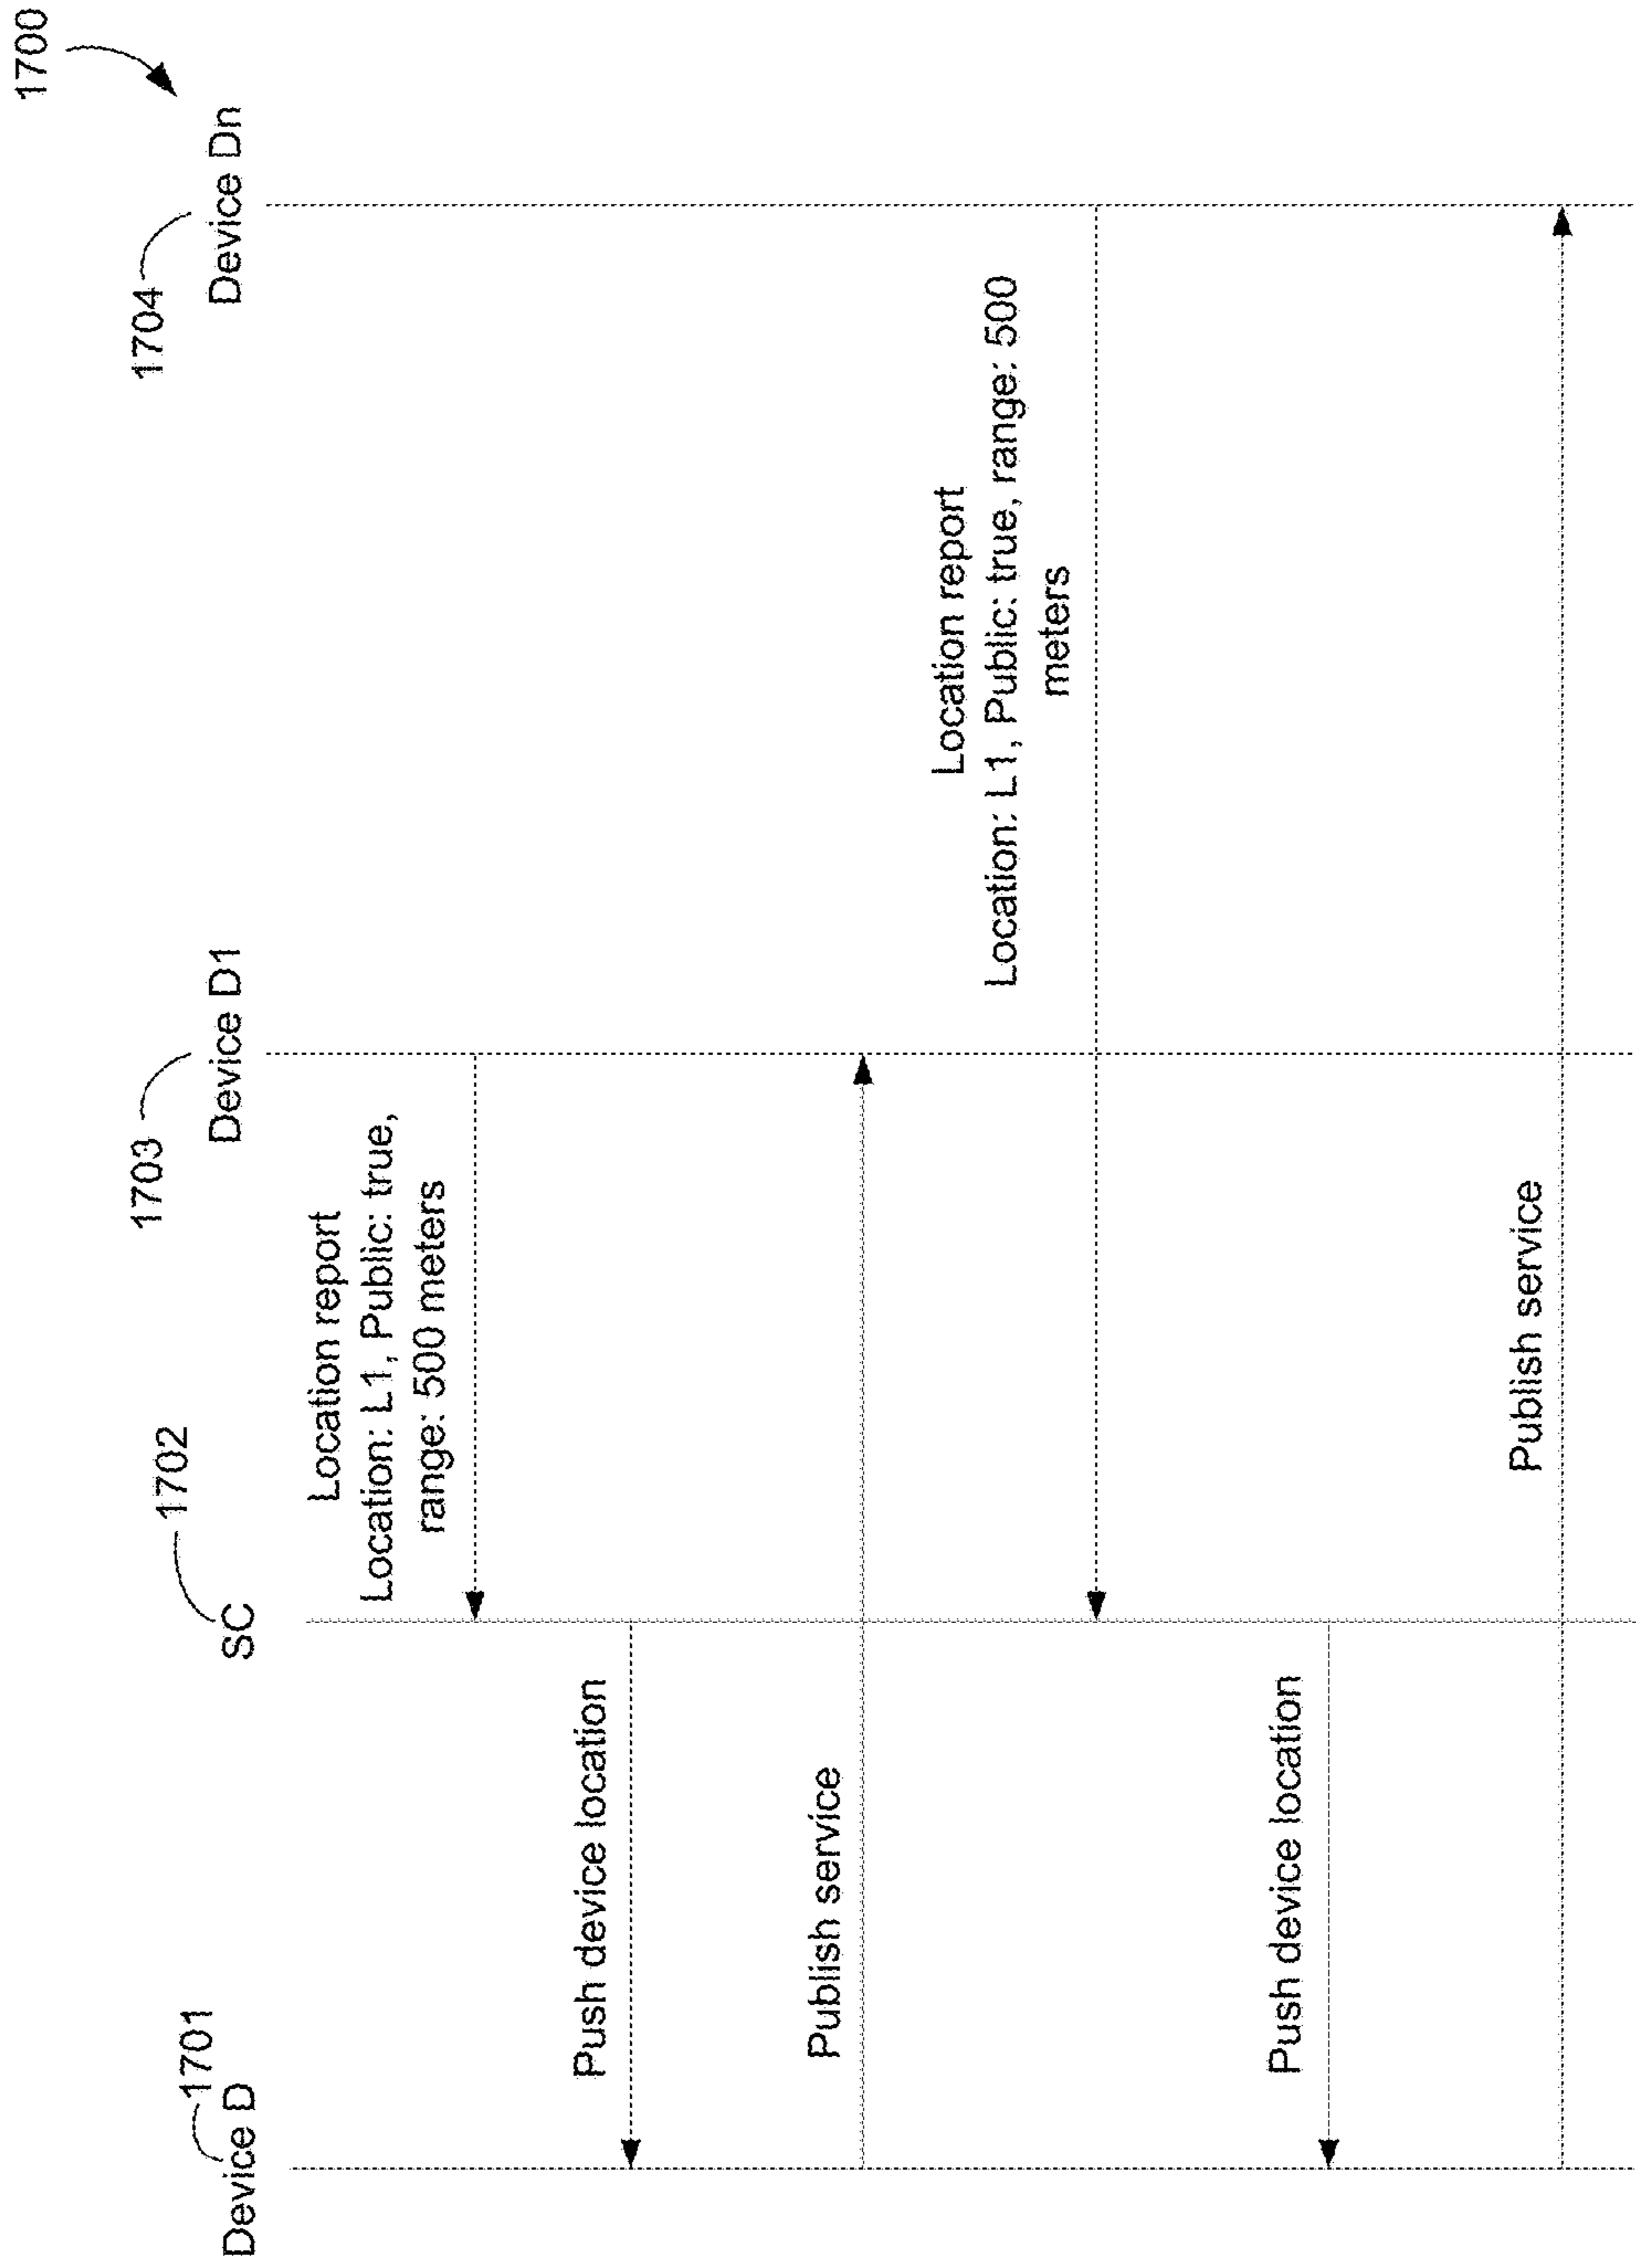 1700
1701
Device D
1702
SC
1703
Device D1
1704
Device Dn
Location report
Location: L1, Public: true,
range: 500 meters
Push device location
Publish service
Location report
Location: L1, Public: true, range: 500
meters
Push device location
Publish service